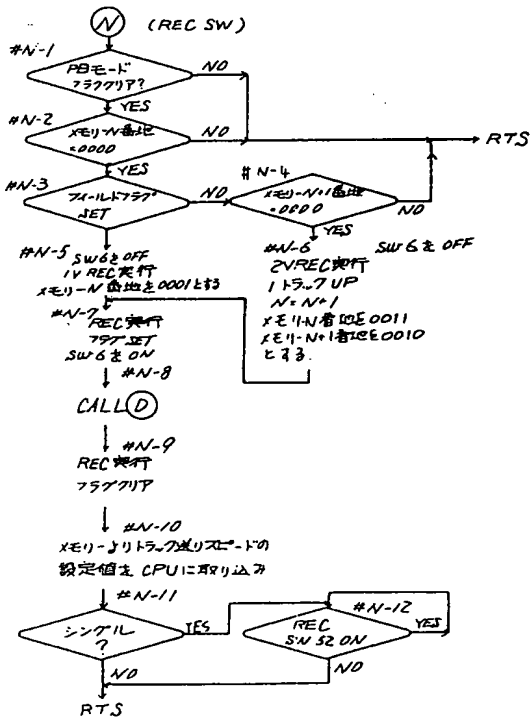 N (REC SW)
#N-1
PBモード
フラグクリア?
NO
YES
#N-2
メモリーN番地
=0000
NO
RTS
YES
#N-3
フィールドフラグ
SET
NO
#N-4
メモリーN+1番地
=0000
NO
YES
#N-5 SW6をOFF
1V REC実行
メモリーN番地を0001とする
#N-6 SW6をOFF
2VREC実行
1トラックUP
N=N+1
メモリN番地を0011
メモリーN+1番地を0010
とする.
#N-7
REC実行
フラグSET
SW6をON
#N-8
CALL D
#N-9
REC実行
フラグクリア
#N-10
メモリーよりトラック送りスピードの
設定値をCPUに取り込み
#N-11
シングル
?
YES
NO
#N-12
REC
SW52ON
YES
NO
RTS